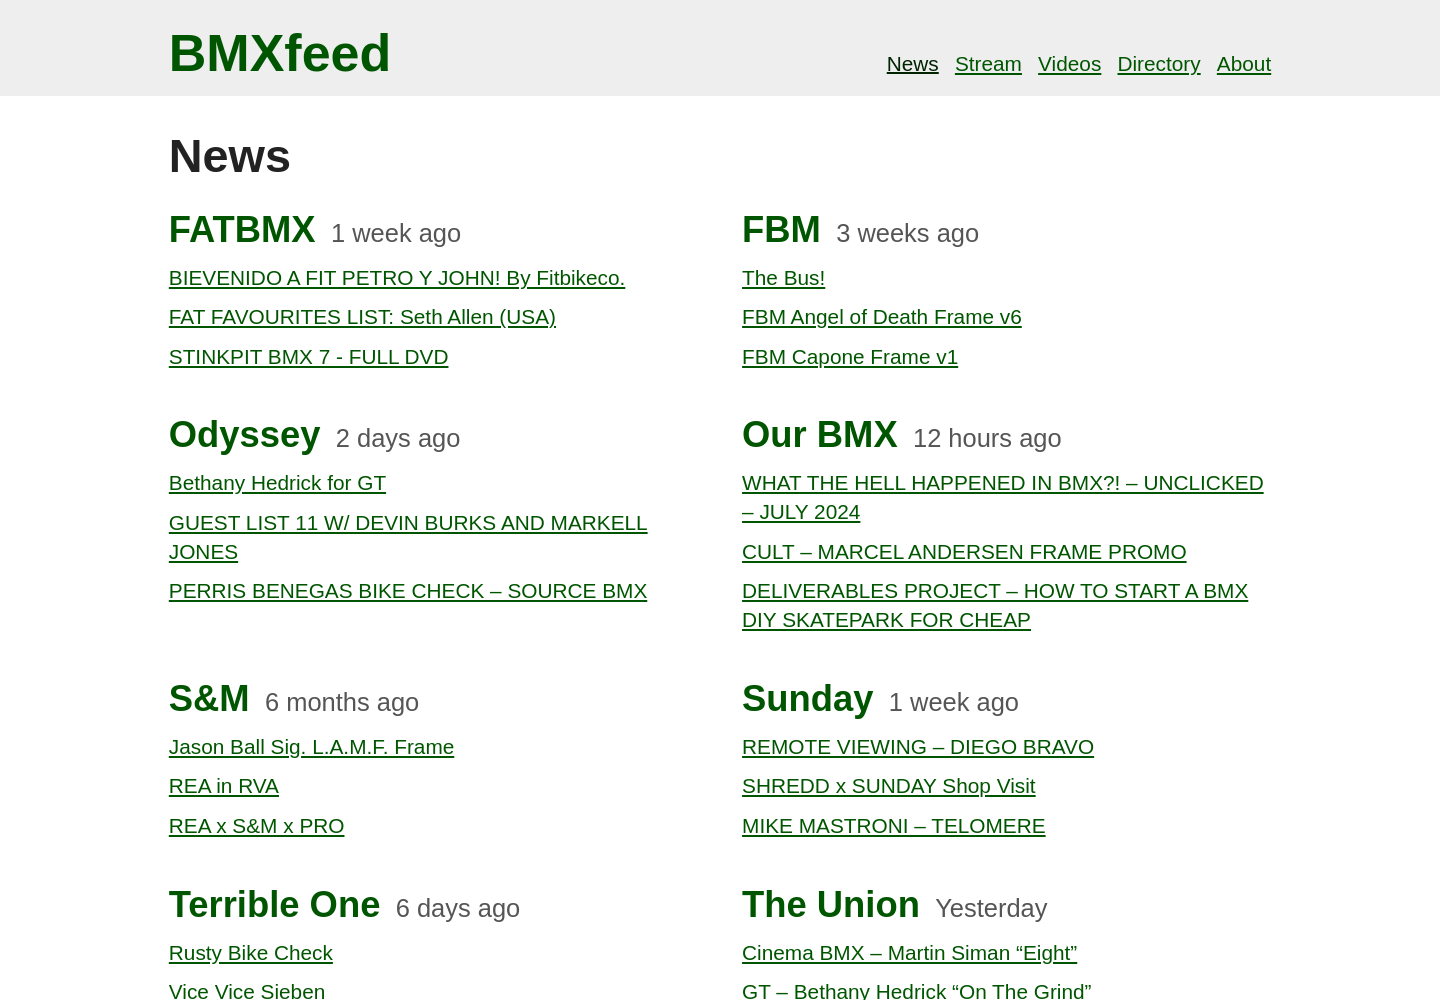 BMXfeed
News Stream Videos Directory About
News
FATBMX 1 week ago
BIEVENIDO A FIT PETRO Y JOHN! By Fitbikeco.
FAT FAVOURITES LIST: Seth Allen (USA)
STINKPIT BMX 7 - FULL DVD
FBM 3 weeks ago
The Bus!
FBM Angel of Death Frame v6
FBM Capone Frame v1
Odyssey 2 days ago
Bethany Hedrick for GT
GUEST LIST 11 W/ DEVIN BURKS AND MARKELL
JONES
PERRIS BENEGAS BIKE CHECK – SOURCE BMX
Our BMX 12 hours ago
WHAT THE HELL HAPPENED IN BMX?! – UNCLICKED
– JULY 2024
CULT – MARCEL ANDERSEN FRAME PROMO
DELIVERABLES PROJECT – HOW TO START A BMX
DIY SKATEPARK FOR CHEAP
S&M 6 months ago
Jason Ball Sig. L.A.M.F. Frame
REA in RVA
REA x S&M x PRO
Sunday 1 week ago
REMOTE VIEWING – DIEGO BRAVO
SHREDD x SUNDAY Shop Visit
MIKE MASTRONI – TELOMERE
Terrible One 6 days ago
Rusty Bike Check
Vice Vice Sieben
The Union Yesterday
Cinema BMX – Martin Siman “Eight”
GT – Bethany Hedrick “On The Grind”